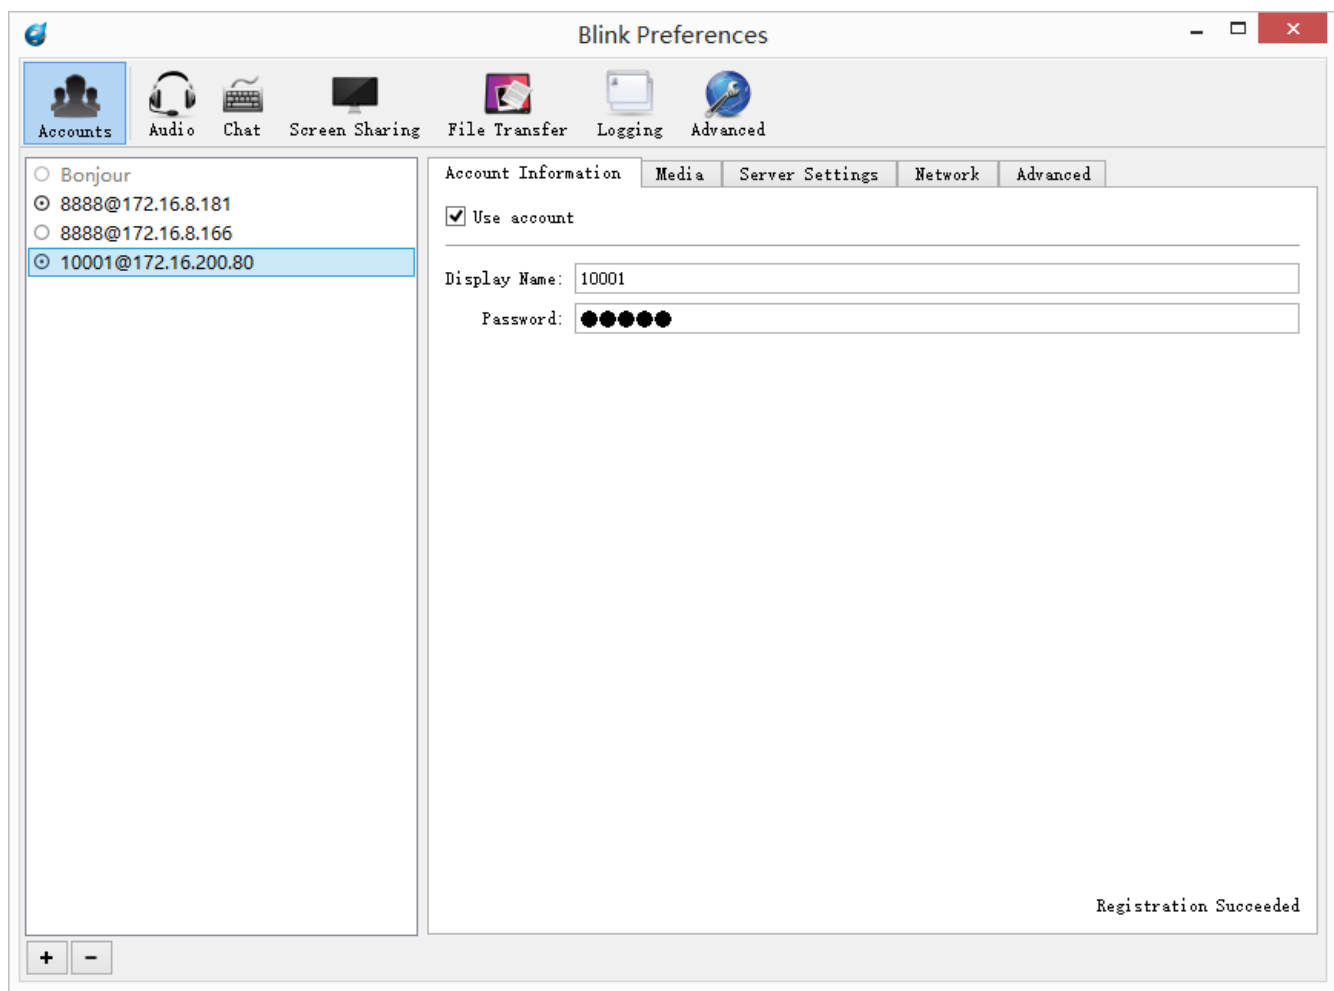 Blink Preferences
Accounts Audio Chat Screen Sharing File Transfer Logging Advanced
Bonjour
8888@172.16.8.181
8888@172.16.8.166
10001@172.16.200.80
Account Information Media Server Settings Network Advanced
Use account
Display Name: 10001
Password: ●●●●●
Registration Succeeded
+ -